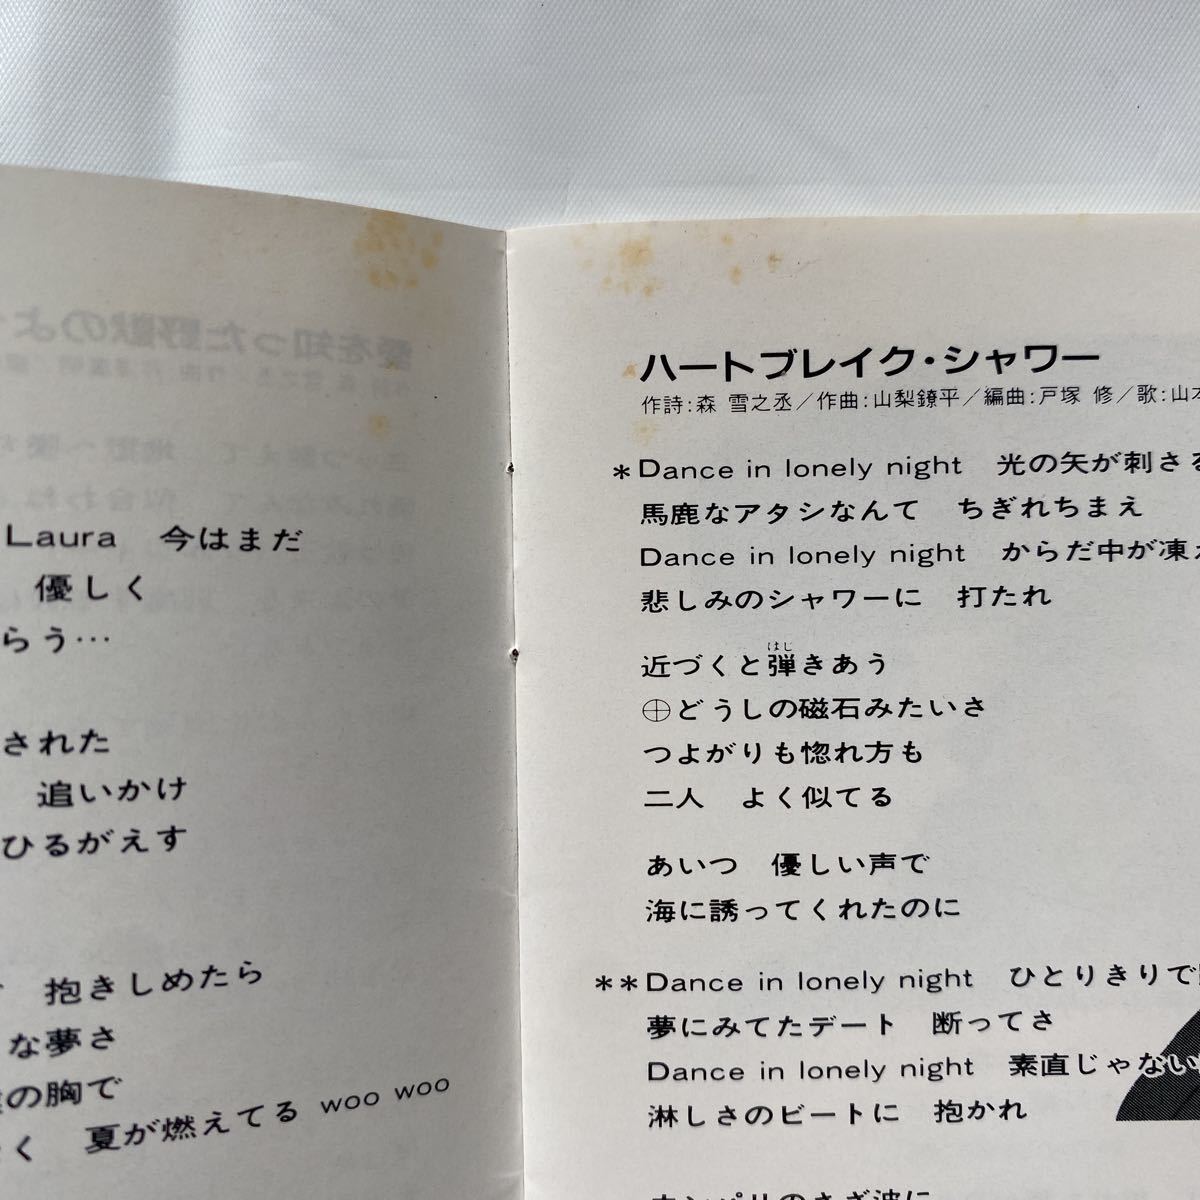 Laura 今はまだ
優しく
らう…
された
追いかけ
ひるがえす
抱きしめたら
な夢さ
の胸で
く 夏が燃えてる woo woo
ハートブレイク・シャワー
作詩:森 雪之丞/作曲:山梨鐐平/編曲:戸塚 修/歌:山本
*Dance in lonely night 光の矢が刺さる
馬鹿なアタシなんて ちぎれちまえ
Dance in lonely night からだ中が凍え
悲しみのシャワーに 打たれ
近づくと弾きあう
はじ
⊕どうしの磁石みたいさ
つよがりも惚れ方も
二人 よく似てる
あいつ 優しい声で
海に誘ってくれたのに
**Dance in lonely night ひとりきりで
夢にみてたデート 断ってさ
Dance in lonely night 素直じゃない
淋しさのビートに 抱かれ